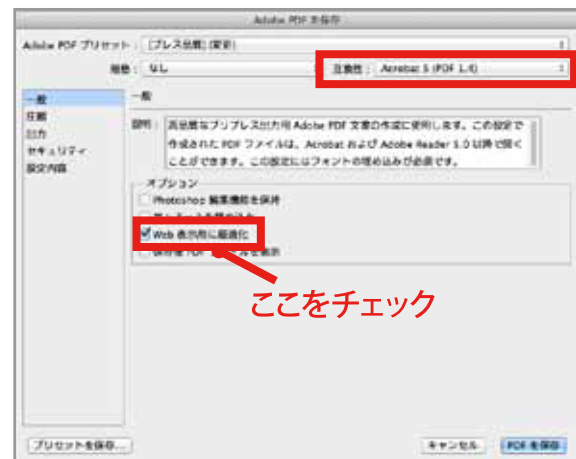 Adobe PDF を保存
Adobe PDF プリセット： [プレス品質] (変更)
規格： なし 互換性： Acrobat 5 (PDF 1.4)
一般
圧縮
出力
セキュリティ
設定内容
一般
説明： 高品質なプリプレス出力用 Adobe PDF 文書の作成に使用します。この設定で
作成された PDF ファイルは、Acrobat および Adobe Reader 5.0 以降で開く
ことができます。この設定にはフォントの埋め込みが必須です。
オプション
Photoshop 編集機能を保持
Web 表示用に最適化
ここをチェック
プリセットを保存...
キャンセル PDF を保存